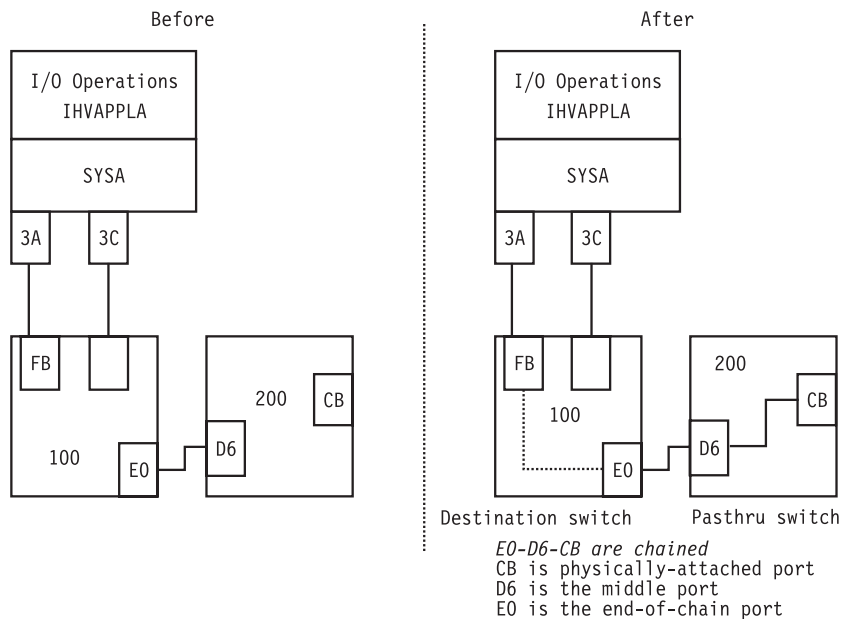 Before
I/O Operations
IHVAPPLA
SYSA
3A
3C
FB
200
CB
D6
100
E0
After
I/O Operations
IHVAPPLA
SYSA
3A
3C
FB
200
CB
100
D6
E0
Destination switch
Pasthru switch
E0-D6-CB are chained
CB is physically-attached port
D6 is the middle port
E0 is the end-of-chain port